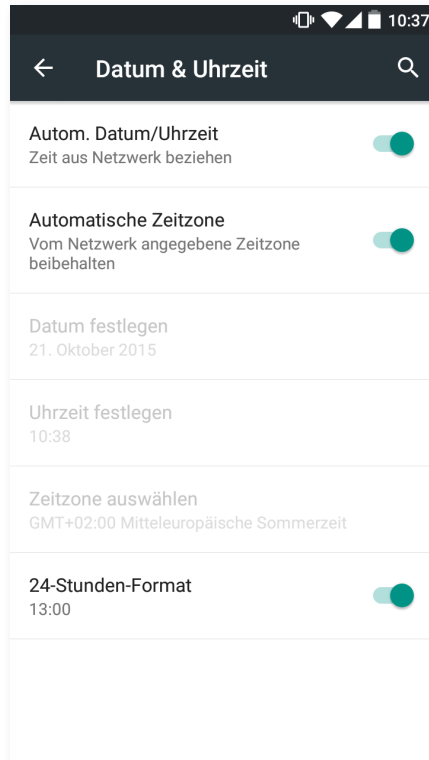 10:37
Datum & Uhrzeit
Autom. Datum/Uhrzeit
Zeit aus Netzwerk beziehen
Automatische Zeitzone
Vom Netzwerk angegebene Zeitzone
beibehalten
Datum festlegen
21. Oktober 2015
Uhrzeit festlegen
10:38
Zeitzone auswählen
GMT+02:00 Mitteleuropäische Sommerzeit
24-Stunden-Format
13:00